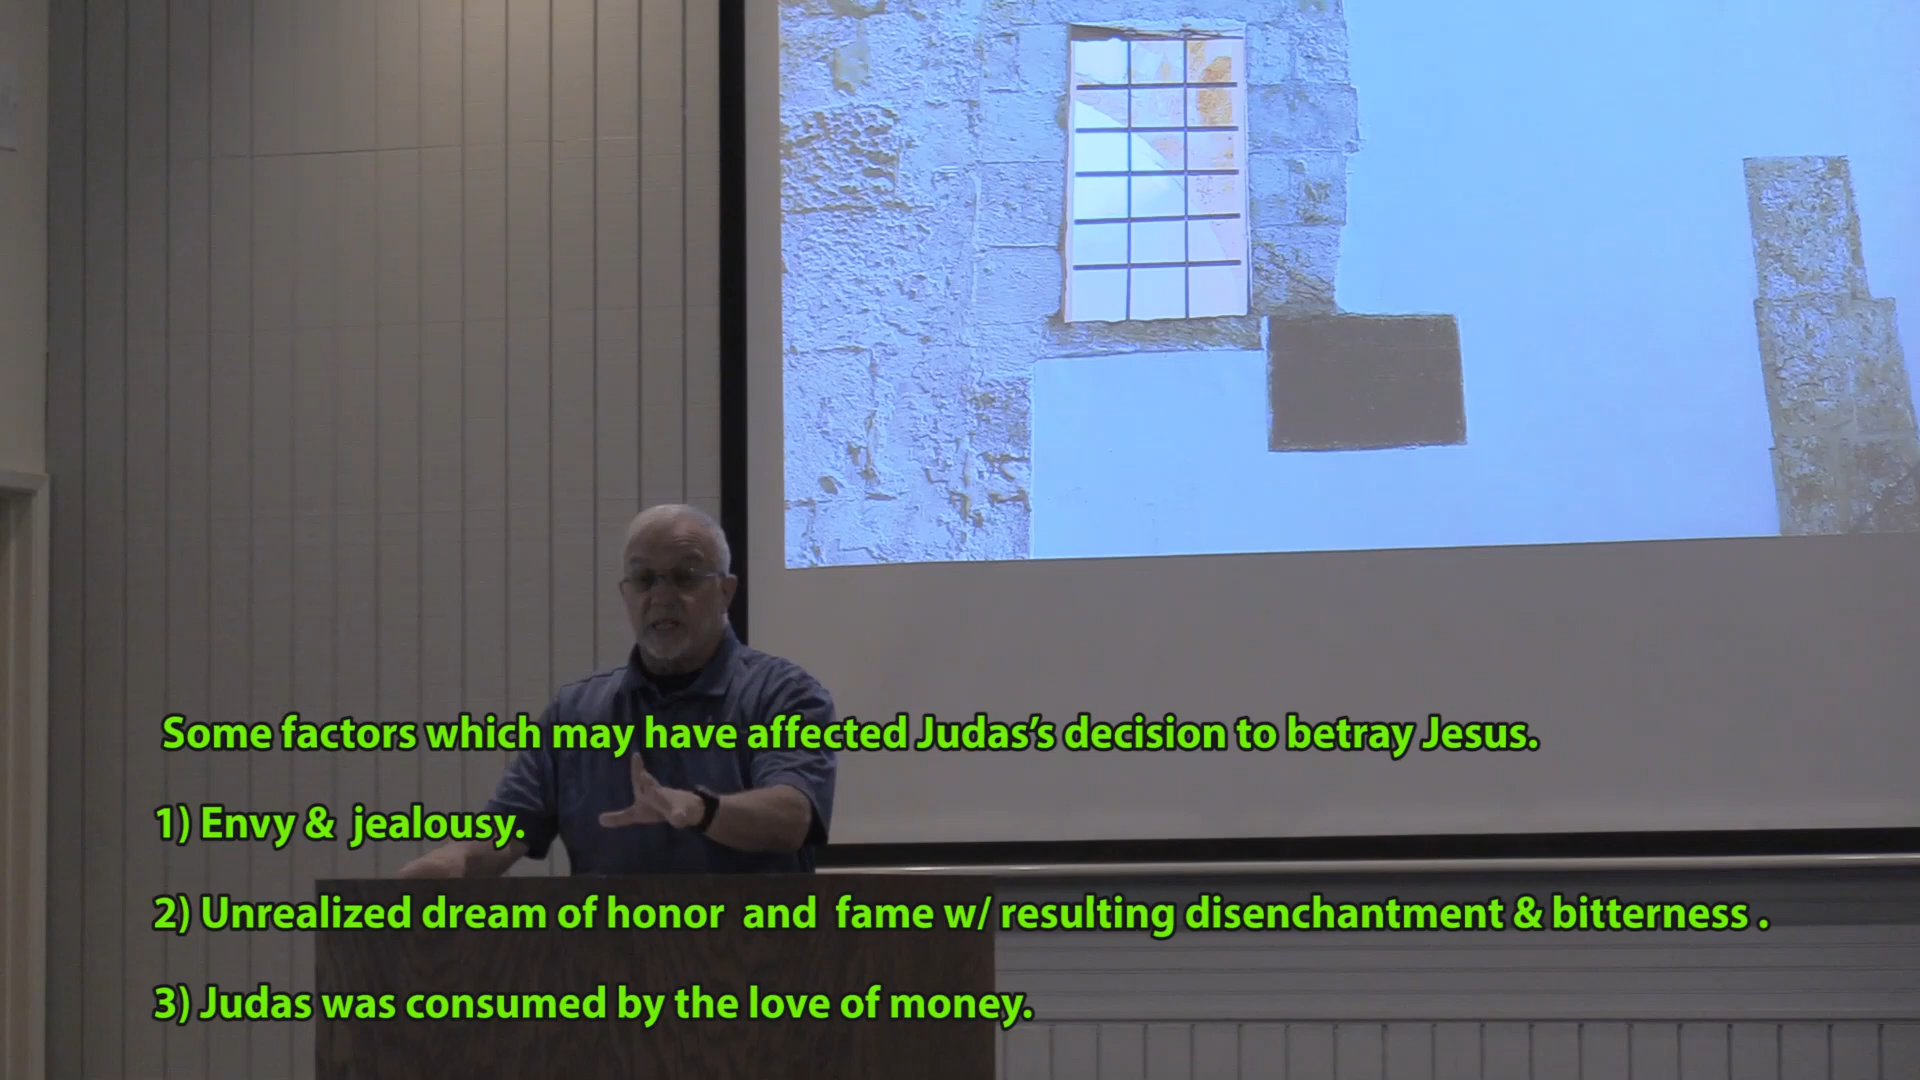 Some factors which may have affected Judas’s decision to betray Jesus.
1) Envy & jealousy.
2) Unrealized dream of honor and fame w/ resulting disenchantment & bitterness .
3) Judas was consumed by the love of money.